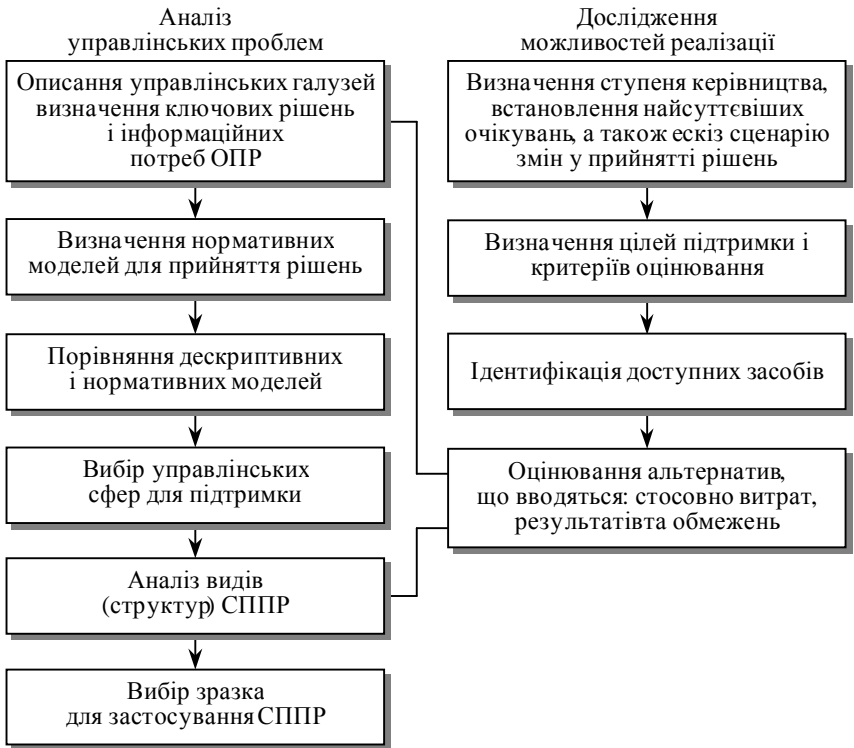 Аналіз
управлінських проблем
Описання управлінських галузей
визначення ключових рішень
і інформаційних
потреб ОПР
Визначення нормативних
моделей для прийняття рішень
Порівняння дескриптивних
і нормативних моделей
Вибір управлінських
сфер для підтримки
Аналіз видів
(структур) СППР
Вибір зразка
для застосування СППР
Дослідження
можливостей реалізації
Визначення ступеня керівництва,
встановлення найсуттєвіших
очікувань, а також ескіз сценарію
змін у прийнятті рішень
Визначення цілей підтримки і
критеріїв оцінювання
Ідентифікація доступних засобів
Оцінювання альтернатив,
що вводяться: стосовно витрат,
результатівта обмежень